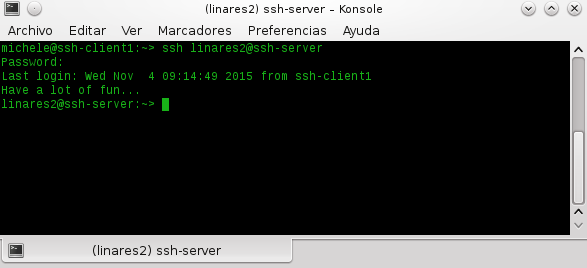 (linares2) ssh-server – Konsole
Archivo Editar Ver Marcadores Preferencias Ayuda
michele@ssh-client1:~> ssh linares2@ssh-server
Password:
Last login: Wed Nov  4 09:14:49 2015 from ssh-client1
Have a lot of fun...
linares2@ssh-server:~>
(linares2) ssh-server